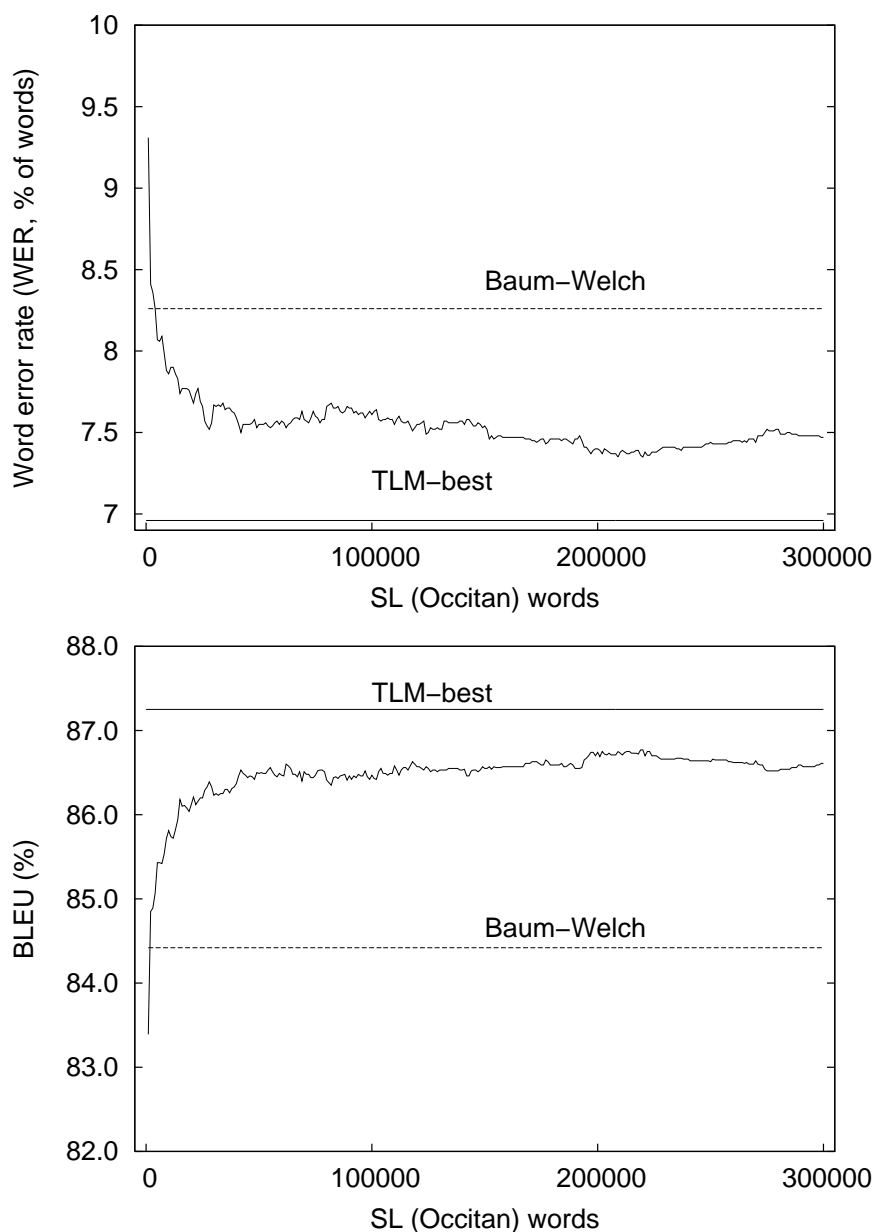 10
9.5
9
8.5
8
7.5
7
Word error rate (WER, % of words)
Baum−Welch
TLM−best
0 100000 200000 300000
SL (Occitan) words
88.0
87.0
86.0
85.0
84.0
83.0
82.0
BLEU (%)
TLM−best
Baum−Welch
0 100000 200000 300000
SL (Occitan) words